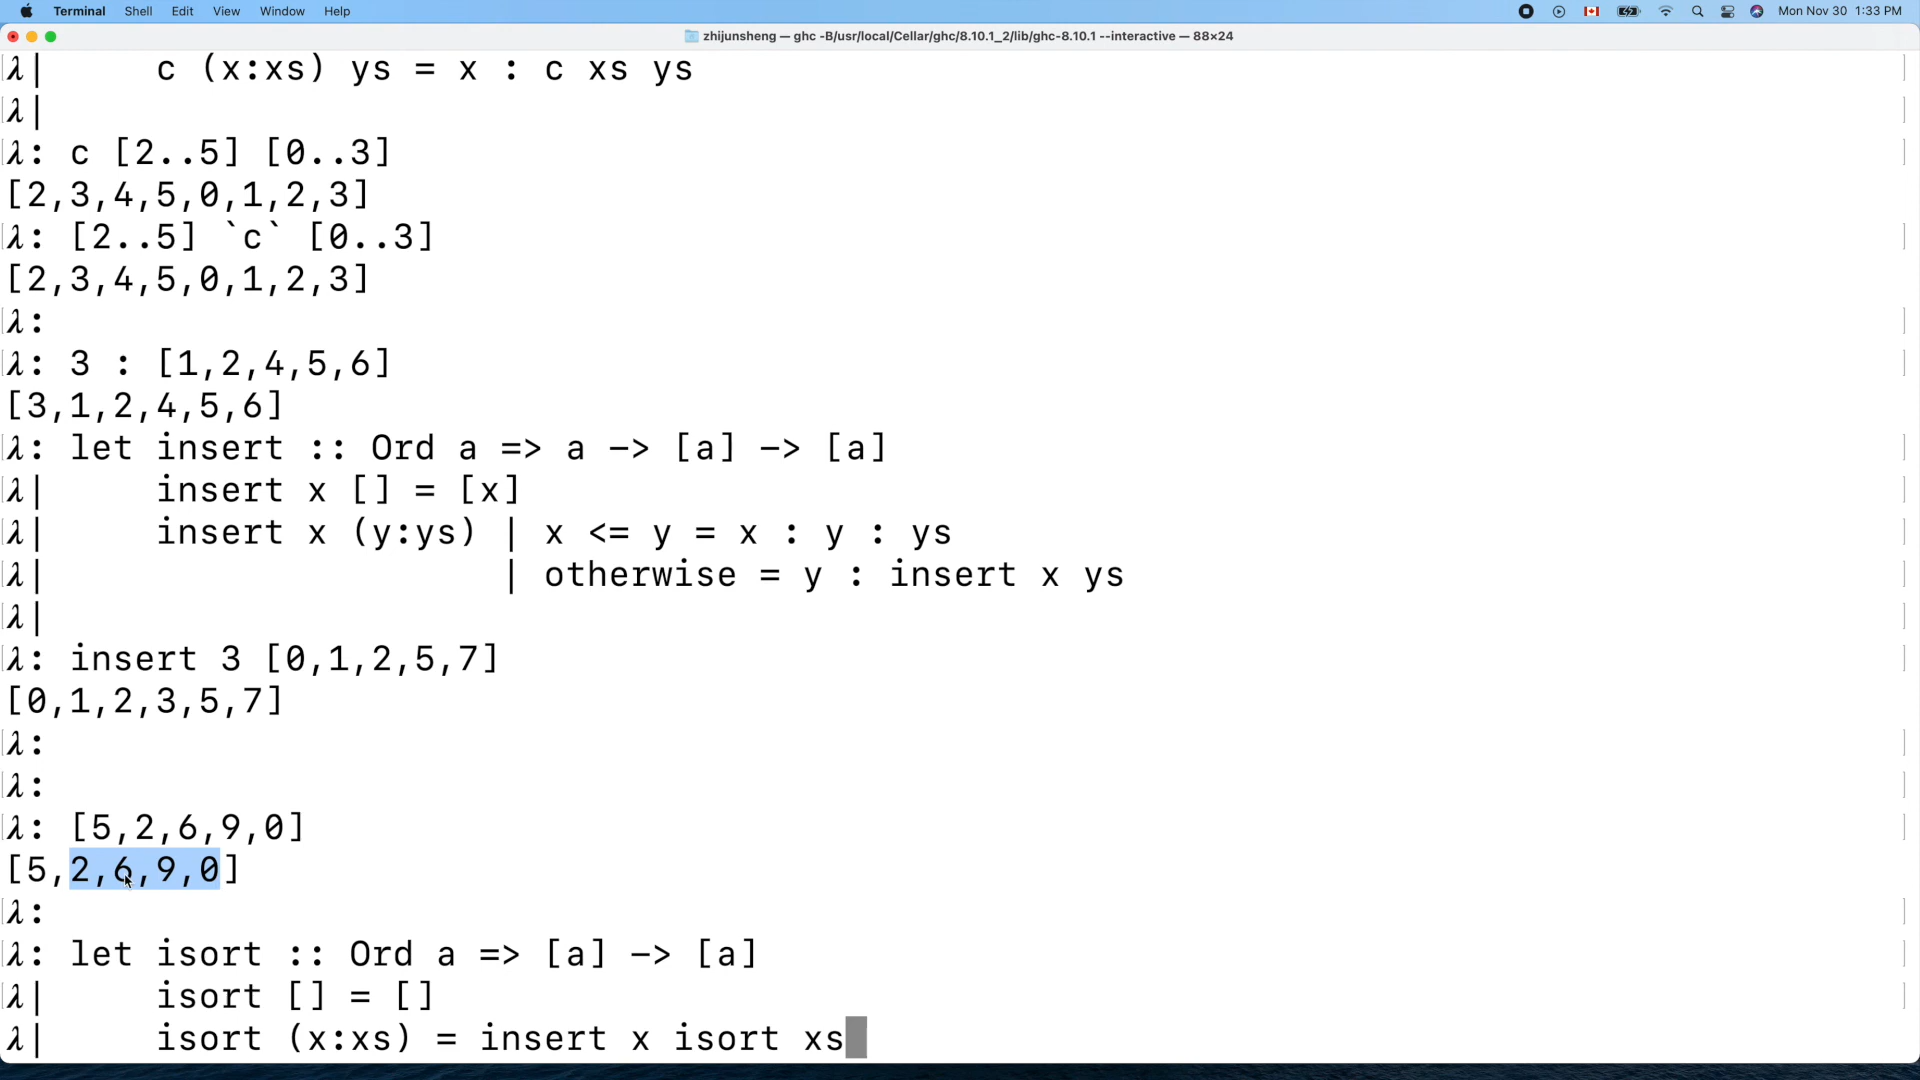 Terminal Shell Edit View Window Help Mon Nov 30 1:33 PM
zhijunsheng — ghc -B/usr/local/Cellar/ghc/8.10.1_2/lib/ghc-8.10.1 --interactive — 88×24
λ|     c (x:xs) ys = x : c xs ys
λ|
λ: c [2..5] [0..3]
[2,3,4,5,0,1,2,3]
λ: [2..5] `c` [0..3]
[2,3,4,5,0,1,2,3]
λ:
λ: 3 : [1,2,4,5,6]
[3,1,2,4,5,6]
λ: let insert :: Ord a => a -> [a] -> [a]
λ|     insert x [] = [x]
λ|     insert x (y:ys) | x <= y = x : y : ys
λ|                     | otherwise = y : insert x ys
λ|
λ: insert 3 [0,1,2,5,7]
[0,1,2,3,5,7]
λ:
λ:
λ: [5,2,6,9,0]
[5,2,6,9,0]
λ:
λ: let isort :: Ord a => [a] -> [a]
λ|     isort [] = []
λ|     isort (x:xs) = insert x isort xs